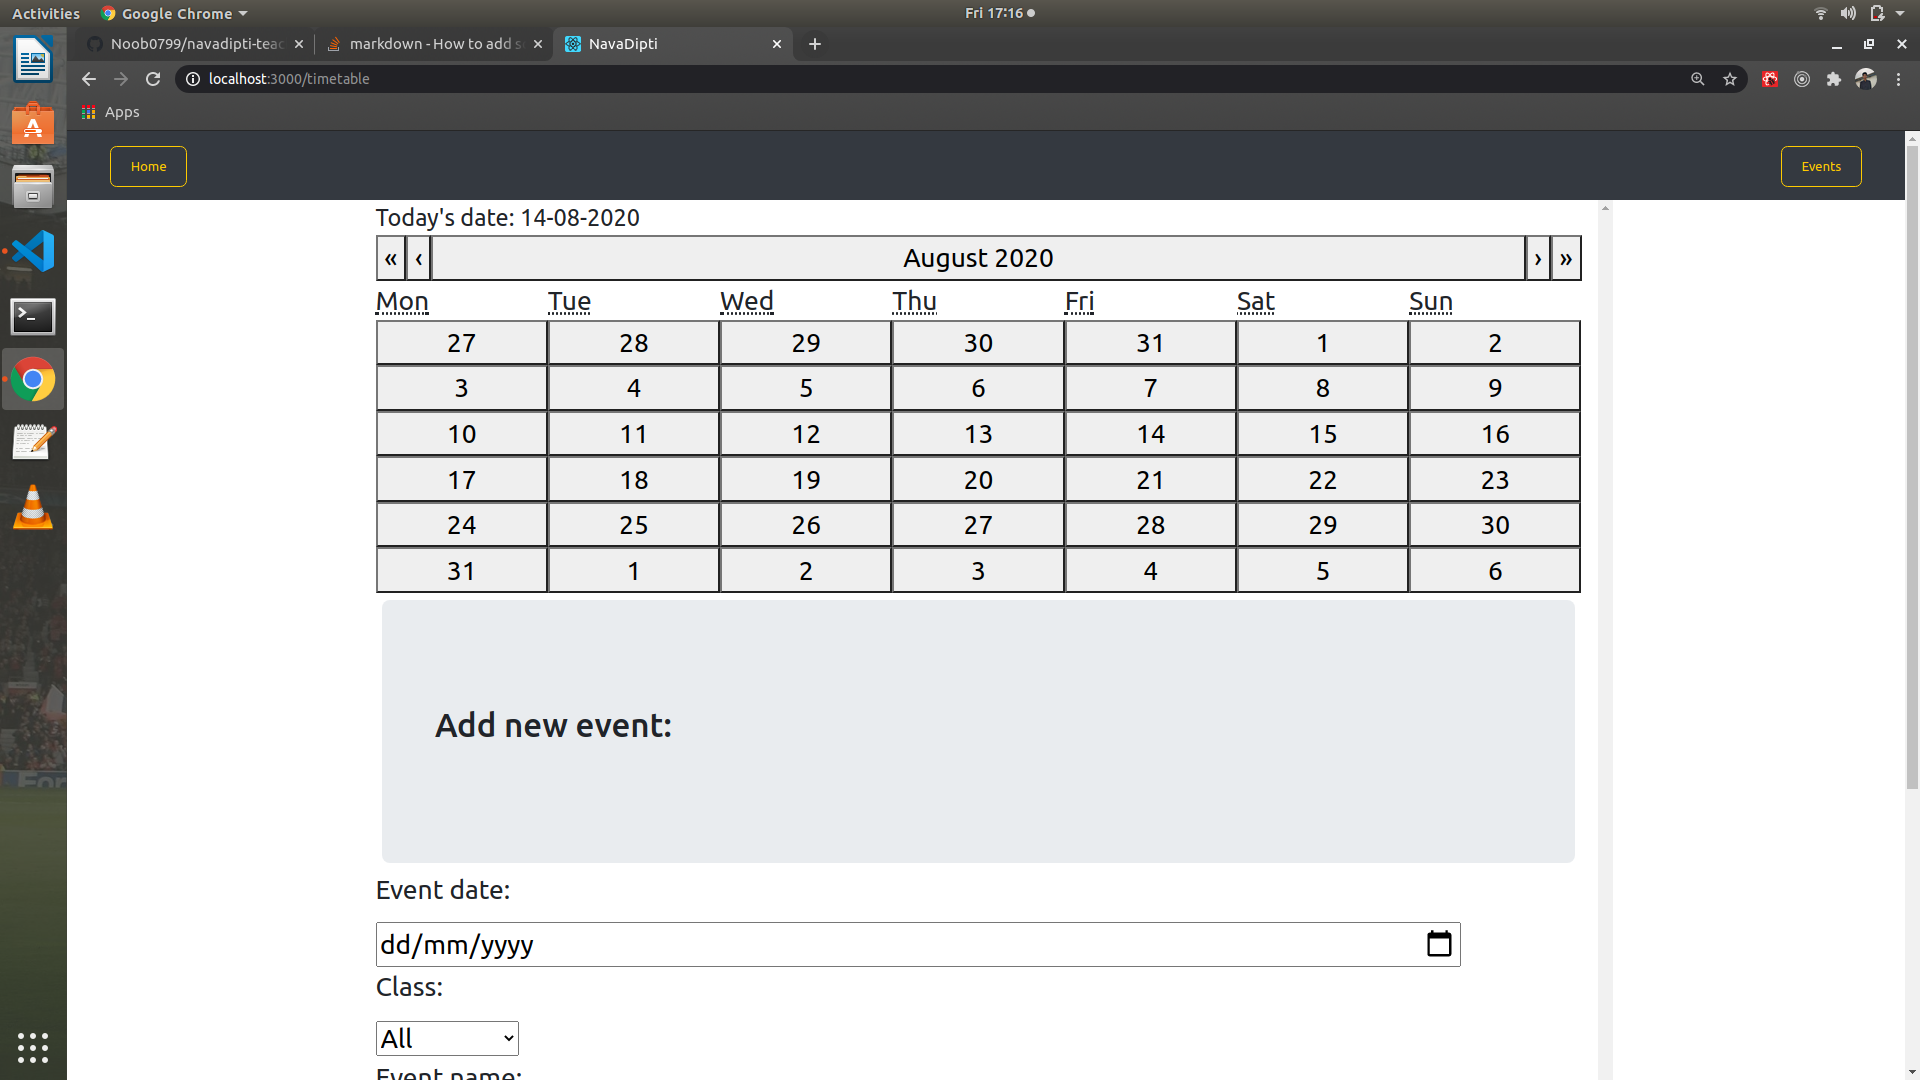 Activities Google Chrome Fri 17:16
Noob0799/navadipti-teac markdown - How to add s NavaDipti
localhost:3000/timetable
Apps
Home Events
Today's date: 14-08-2020
« ‹ August 2020 › »
Mon Tue Wed Thu Fri Sat Sun
27 28 29 30 31 1 2
3 4 5 6 7 8 9
10 11 12 13 14 15 16
17 18 19 20 21 22 23
24 25 26 27 28 29 30
31 1 2 3 4 5 6
Add new event:
Event date:
dd/mm/yyyy
Class:
All
Event name: